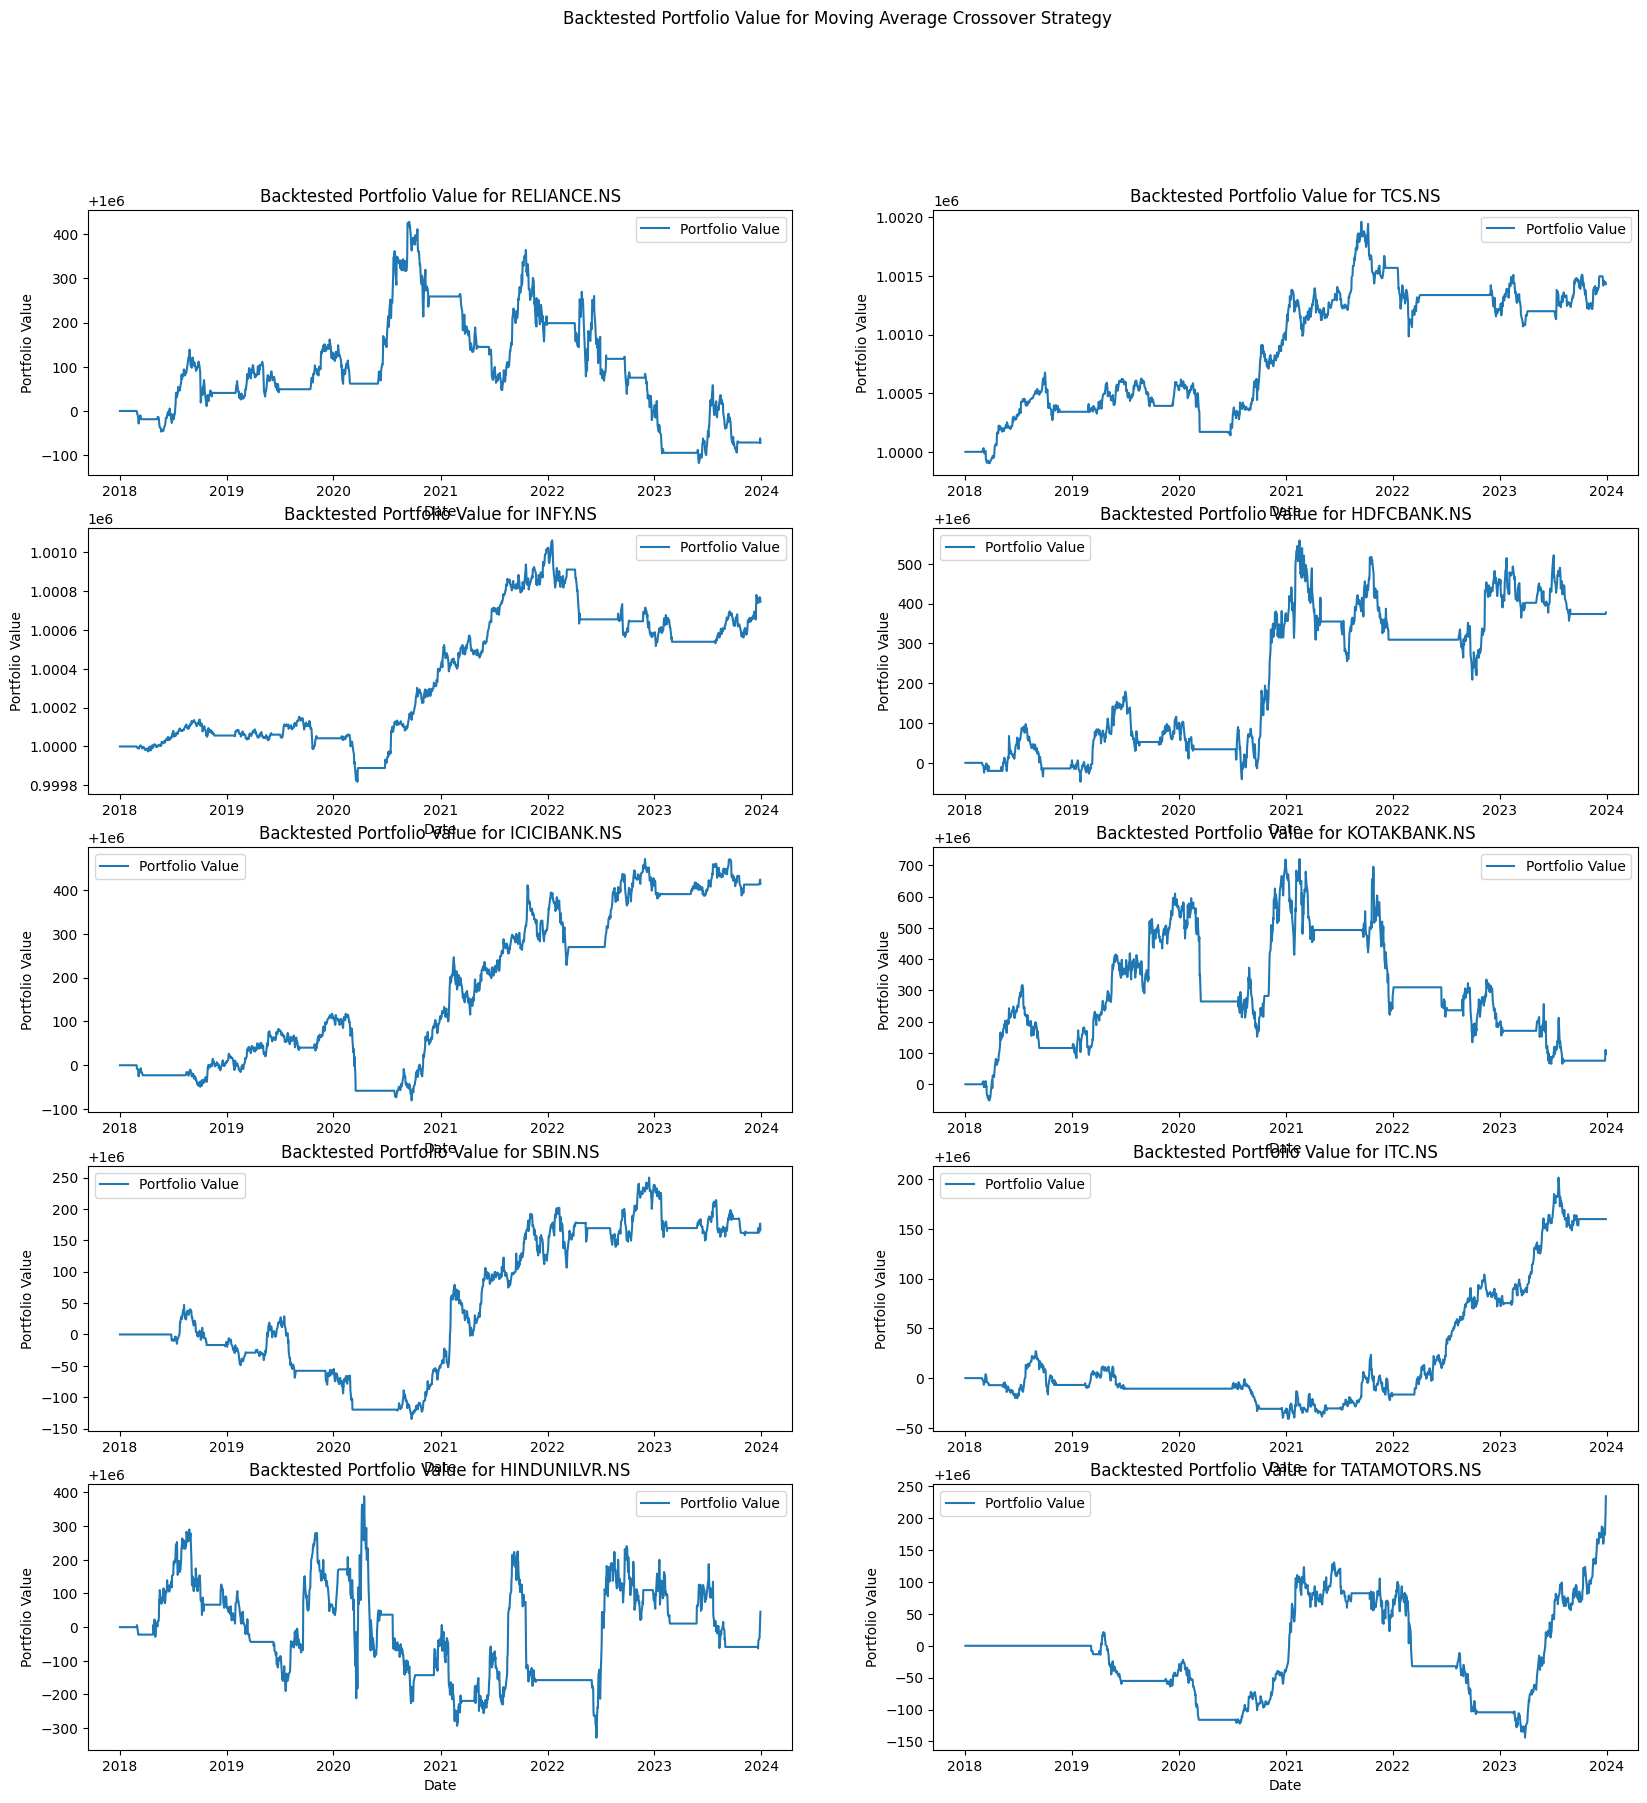 Backtested Portfolio Value for Moving Average Crossover Strategy
Backtested Portfolio Value for RELIANCE.NS
+1e6
Portfolio Value
Portfolio Value
400
300
200
100
0
−100
2018 2019 2020 2021 2022 2023 2024
Date
Backtested Portfolio Value for TCS.NS
1e6
Portfolio Value
Portfolio Value
1.0020
1.0015
1.0010
1.0005
1.0000
2018 2019 2020 2021 2022 2023 2024
Date
Backtested Portfolio Value for INFY.NS
1e6
Portfolio Value
Portfolio Value
1.0010
1.0008
1.0006
1.0004
1.0002
1.0000
0.9998
2018 2019 2020 2021 2022 2023 2024
Date
Backtested Portfolio Value for HDFCBANK.NS
+1e6
Portfolio Value
Portfolio Value
500
400
300
200
100
0
2018 2019 2020 2021 2022 2023 2024
Date
Backtested Portfolio Value for ICICIBANK.NS
+1e6
Portfolio Value
Portfolio Value
400
300
200
100
0
−100
2018 2019 2020 2021 2022 2023 2024
Date
Backtested Portfolio Value for KOTAKBANK.NS
+1e6
Portfolio Value
Portfolio Value
700
600
500
400
300
200
100
0
2018 2019 2020 2021 2022 2023 2024
Date
Backtested Portfolio Value for SBIN.NS
+1e6
Portfolio Value
Portfolio Value
250
200
150
100
50
0
−50
−100
−150
2018 2019 2020 2021 2022 2023 2024
Date
Backtested Portfolio Value for ITC.NS
+1e6
Portfolio Value
Portfolio Value
200
150
100
50
0
−50
2018 2019 2020 2021 2022 2023 2024
Date
Backtested Portfolio Value for HINDUNILVR.NS
+1e6
Portfolio Value
Portfolio Value
400
300
200
100
0
−100
−200
−300
2018 2019 2020 2021 2022 2023 2024
Date
Backtested Portfolio Value for TATAMOTORS.NS
+1e6
Portfolio Value
Portfolio Value
250
200
150
100
50
0
−50
−100
−150
2018 2019 2020 2021 2022 2023 2024
Date